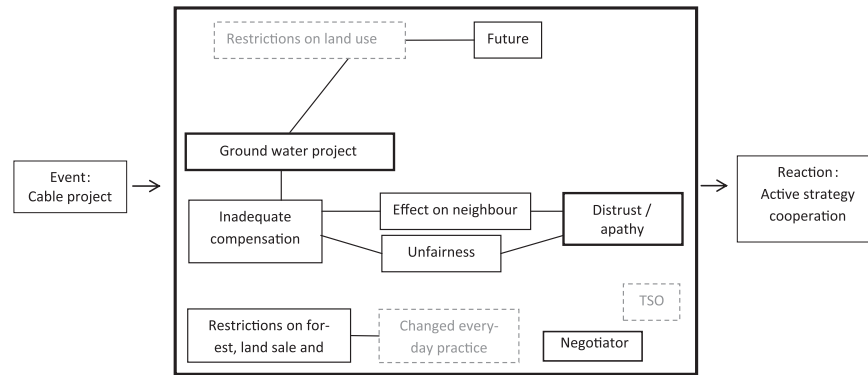 Restrictions on land use
Future
Ground water project
Event:
Cable project
Inadequate
compensation
Effect on neighbour
Unfairness
Distrust /
apathy
Reaction:
Active strategy
cooperation
TSO
Restrictions on for-
est, land sale and
Changed every-
day practice
Negotiator